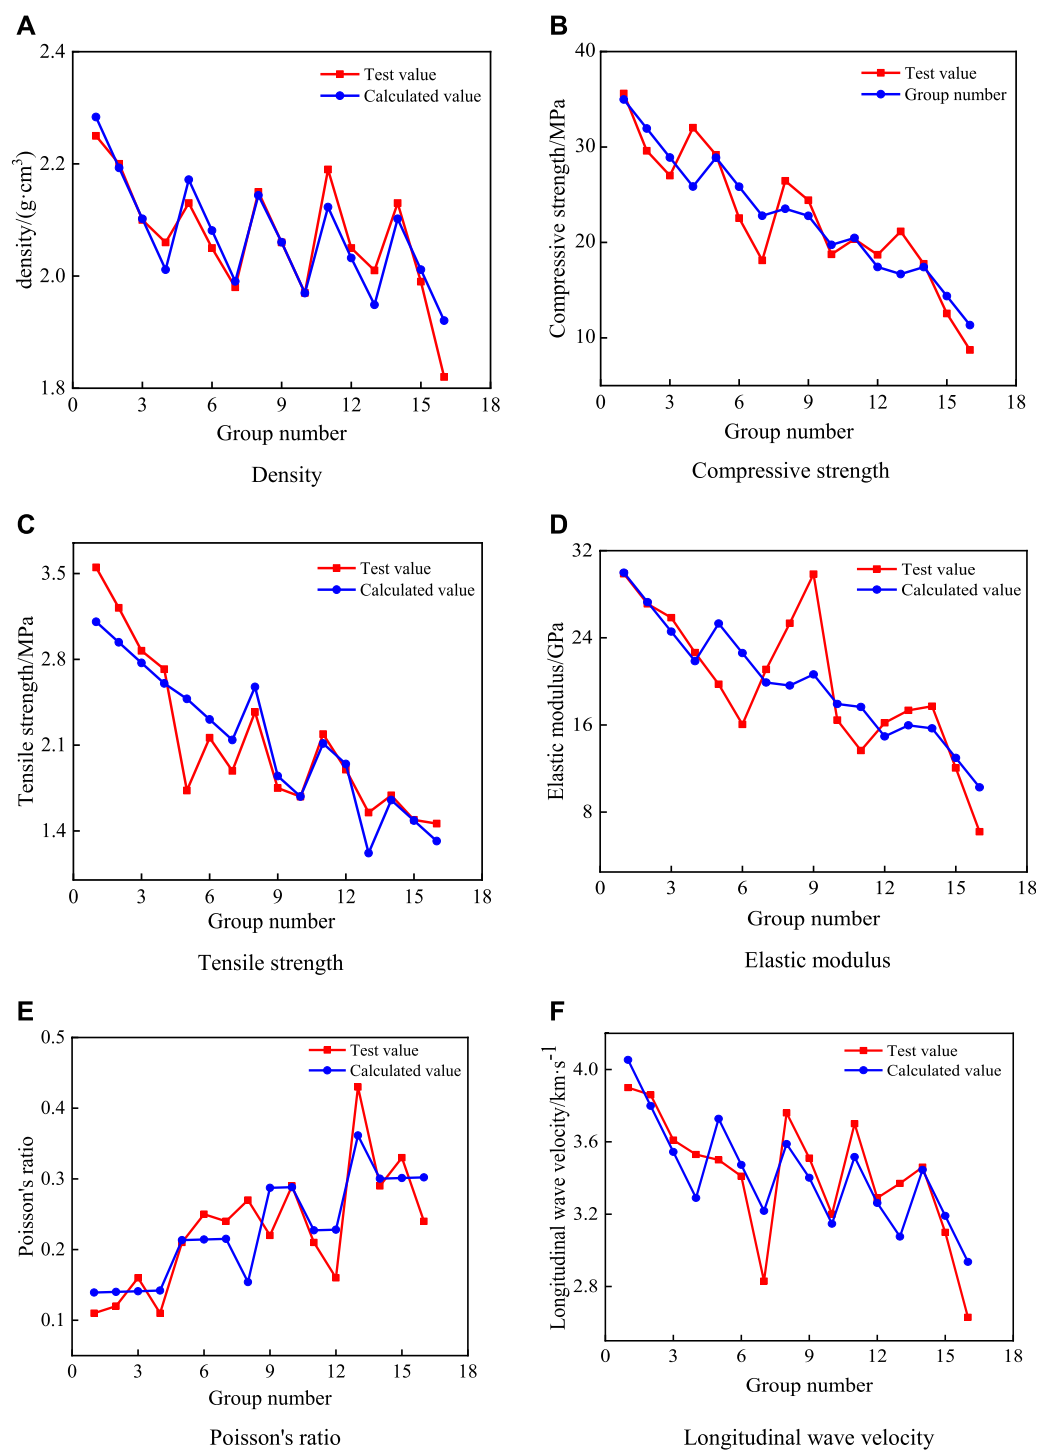 A
2.4
2.2
2.0
1.8
density/(g·cm³)
Test value
Calculated value
0 3 6 9 12 15 18
Group number
Density
B
40
30
20
10
Compressive strength/MPa
Test value
Group number
0 3 6 9 12 15 18
Group number
Compressive strength
C
3.5
2.8
2.1
1.4
Tensile strength/MPa
Test value
Calculated value
0 3 6 9 12 15 18
Group number
Tensile strength
D
32
24
16
8
Elastic modulus/GPa
Test value
Calculated value
0 3 6 9 12 15 18
Group number
Elastic modulus
E
0.5
0.4
0.3
0.2
0.1
Poisson's ratio
Test value
Calculated value
0 3 6 9 12 15 18
Group number
Poisson's ratio
F
4.0
3.6
3.2
2.8
Longitudinal wave velocity/km·s⁻¹
Test value
Calculated value
0 3 6 9 12 15 18
Group number
Longitudinal wave velocity